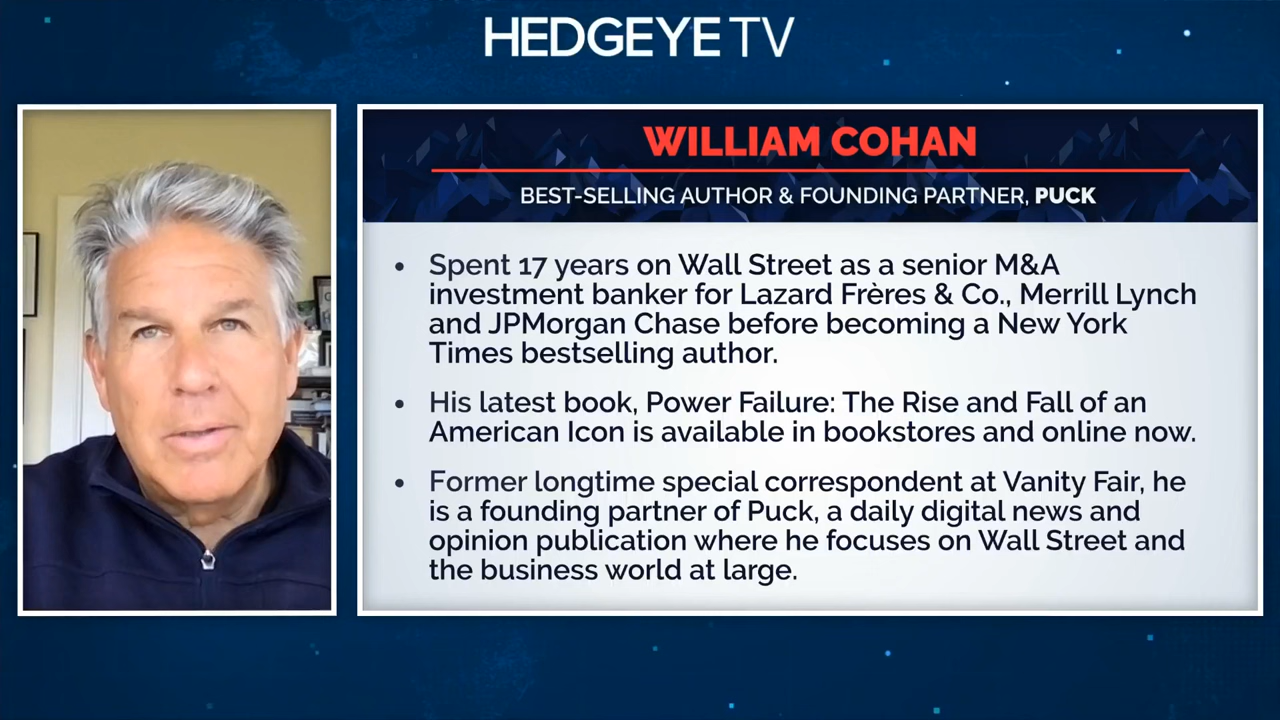 HEDGEYE TV
WILLIAM COHAN
BEST-SELLING AUTHOR & FOUNDING PARTNER, PUCK
• Spent 17 years on Wall Street as a senior M&A
investment banker for Lazard Frères & Co., Merrill Lynch
and JPMorgan Chase before becoming a New York
Times bestselling author.
• His latest book, Power Failure: The Rise and Fall of an
American Icon is available in bookstores and online now.
• Former longtime special correspondent at Vanity Fair, he
is a founding partner of Puck, a daily digital news and
opinion publication where he focuses on Wall Street and
the business world at large.